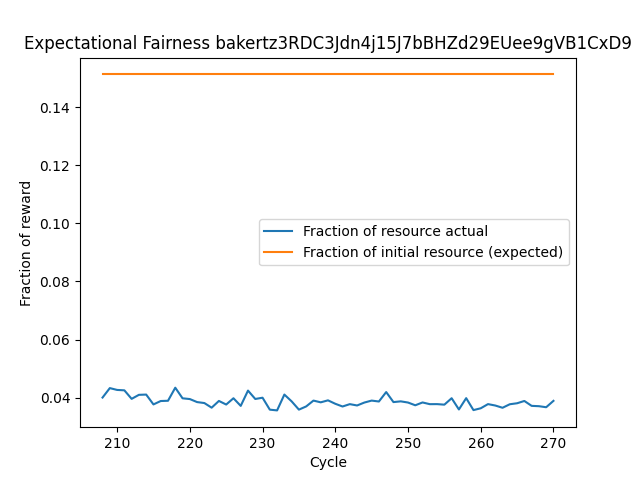 Expectational Fairness bakertz3RDC3Jdn4j15J7bBHZd29EUee9gVB1CxD9
Fraction of reward
0.14
0.12
0.10
0.08
0.06
0.04
Fraction of resource actual
Fraction of initial resource (expected)
210 220 230 240 250 260 270
Cycle